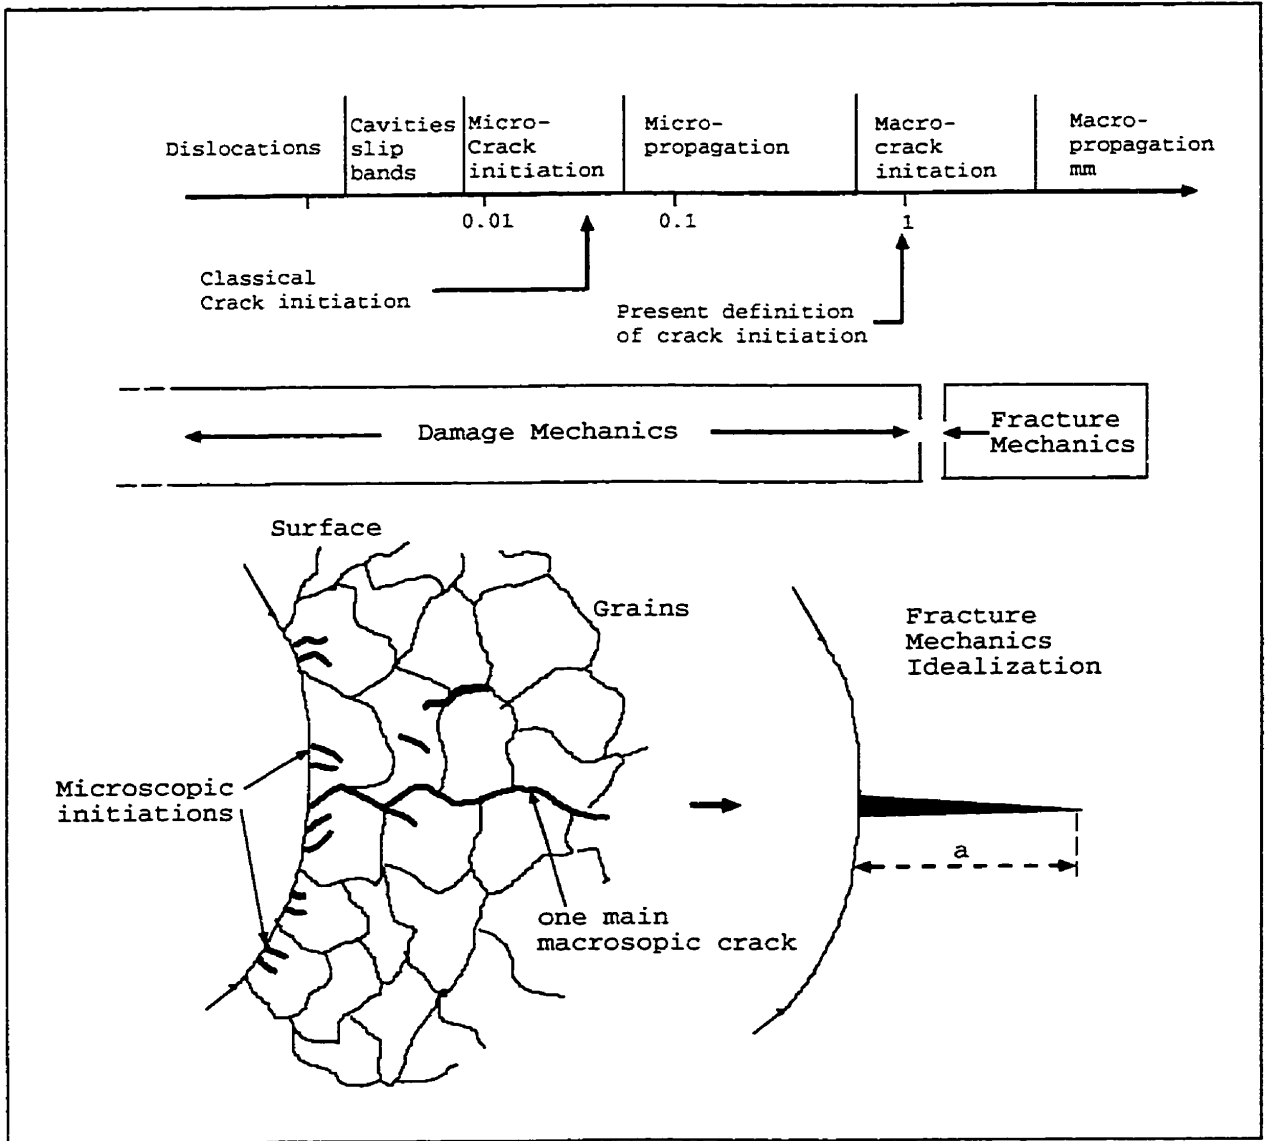 Dislocations
Cavities
slip
bands
Micro-
Crack
initiation
Micro-
propagation
Macro-
crack
initation
Macro-
propagation
mm
0.01
0.1
1
Classical
Crack initiation
Present definition
of crack initiation
Damage Mechanics
Fracture
Mechanics
Surface
Grains
Fracture
Mechanics
Idealization
Microscopic
initiations
a
one main
macrosopic crack